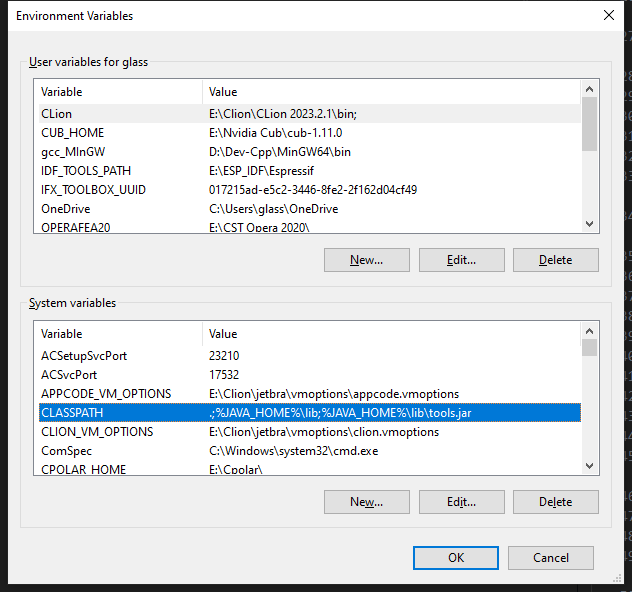 Environment Variables
User variables for glass
Variable Value
CLion E:\Clion\CLion 2023.2.1\bin;
CUB_HOME E:\Nvidia Cub\cub-1.11.0
gcc_MInGW D:\Dev-Cpp\MinGW64\bin
IDF_TOOLS_PATH E:\ESP_IDF\Espressif
IFX_TOOLBOX_UUID 017215ad-e5c2-3446-8fe2-2f162d04cf49
OneDrive C:\Users\glass\OneDrive
OPERAFEA20 E:\CST Opera 2020\
New... Edit... Delete
System variables
Variable Value
ACSetupSvcPort 23210
ACSvcPort 17532
APPCODE_VM_OPTIONS E:\Clion\jetbra\vmoptions\appcode.vmoptions
CLASSPATH .;%JAVA_HOME%\lib;%JAVA_HOME%\lib\tools.jar
CLION_VM_OPTIONS E:\Clion\jetbra\vmoptions\clion.vmoptions
ComSpec C:\Windows\system32\cmd.exe
CPOLAR_HOME E:\Cpolar\
New... Edit... Delete
OK Cancel